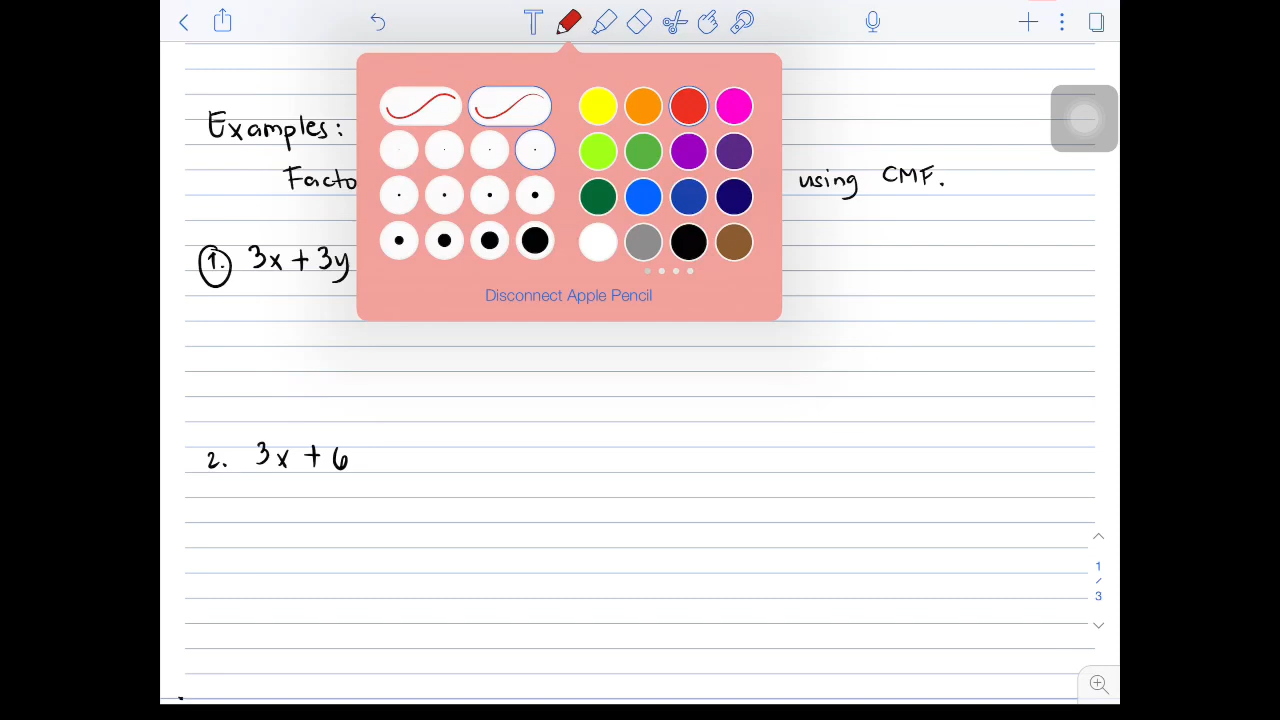 Examples:
Facto using CMF.
1. 3x + 3y
Disconnect Apple Pencil
2. 3x + 6
1
/
3